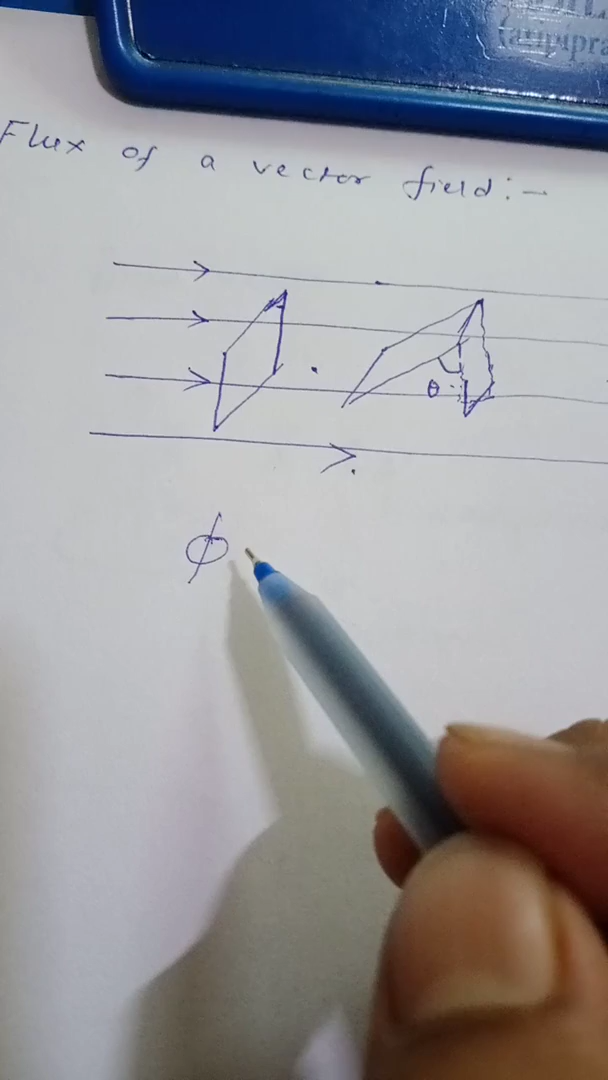 Flux of a vector field:-
θ
ϕ